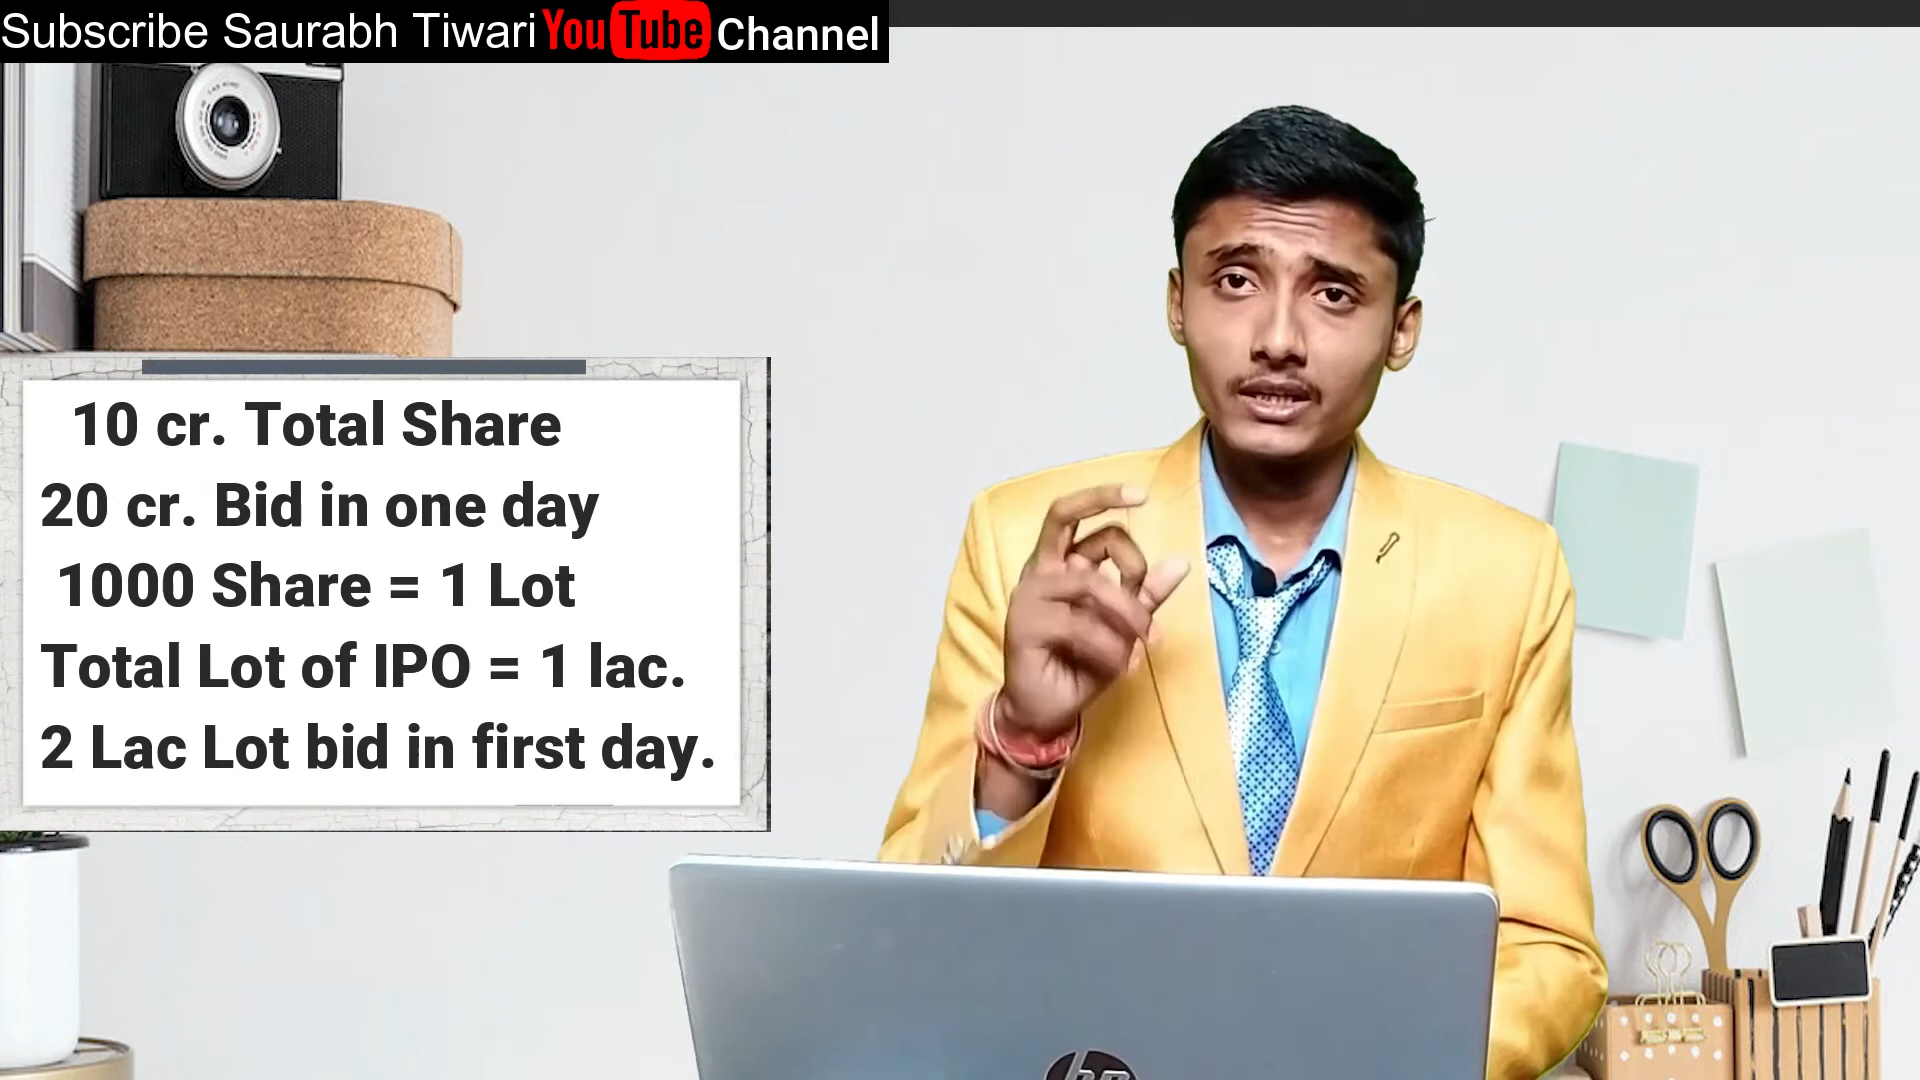 Subscribe Saurabh Tiwari YouTube Channel
10 cr. Total Share
20 cr. Bid in one day
1000 Share = 1 Lot
Total Lot of IPO = 1 lac.
2 Lac Lot bid in first day.
hp